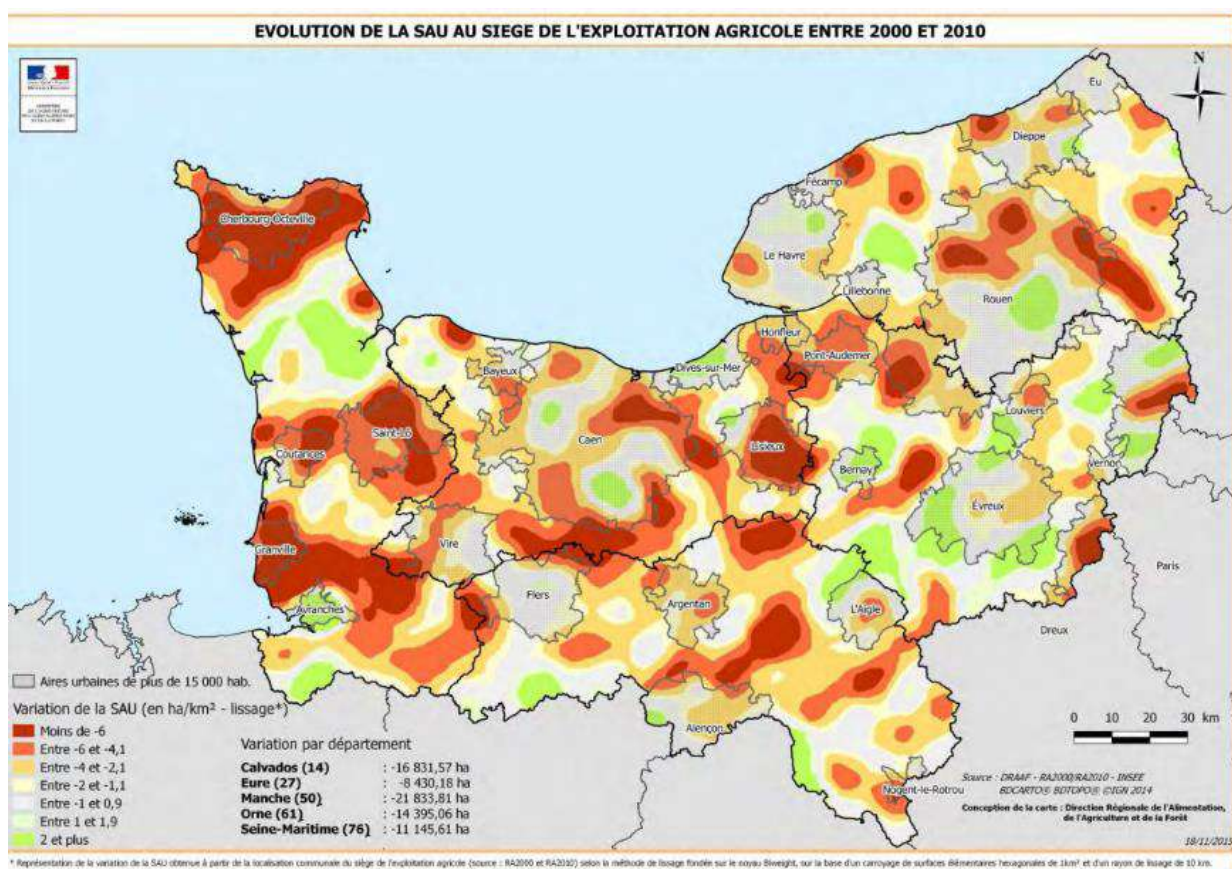 EVOLUTION DE LA SAU AU SIEGE DE L'EXPLOITATION AGRICOLE ENTRE 2000 ET 2010
N
Eu
Dieppe
Fécamp
Cherbourg-Octeville
Le Havre
Lillebonne
Rouen
Honfleur
Pont-Audemer
Dives-sur-Mer
Bayeux
Louviers
Saint-Lô
Caen
Lisieux
Coutances
Bernay
Vernon
Evreux
Granville
Vire
Paris
Flers
Argentan
L'Aigle
Avranches
Dreux
Alençon
Nogent-le-Rotrou
Aires urbaines de plus de 15 000 hab.
Variation de la SAU (en ha/km² - lissage*)
Moins de -6
Entre -6 et -4,1
Entre -4 et -2,1
Entre -2 et -1,1
Entre -1 et 0,9
Entre 1 et 1,9
2 et plus
Variation par département
Calvados (14) : -16 831,57 ha
Eure (27) : -8 430,18 ha
Manche (50) : -21 833,81 ha
Orne (61) : -14 395,06 ha
Seine-Maritime (76) : -11 145,61 ha
0 10 20 30 km
Source : DRAAF - RA2000/RA2010 - INSEE
BDCARTO® BDTOPO® ©IGN 2014
Conception de la carte : Direction Régionale de l'Alimentation,
de l'Agriculture et de la Forêt
* Représentation de la variation de la SAU obtenue à partir de la localisation communale du siège de l'exploitation agricole (source : RA2000 et RA2010) selon la méthode de lissage fondée sur le noyau Biweight, sur la base d'un carroyage de surfaces élémentaires hexagonales de 1km² et d'un rayon de lissage de 10 km.